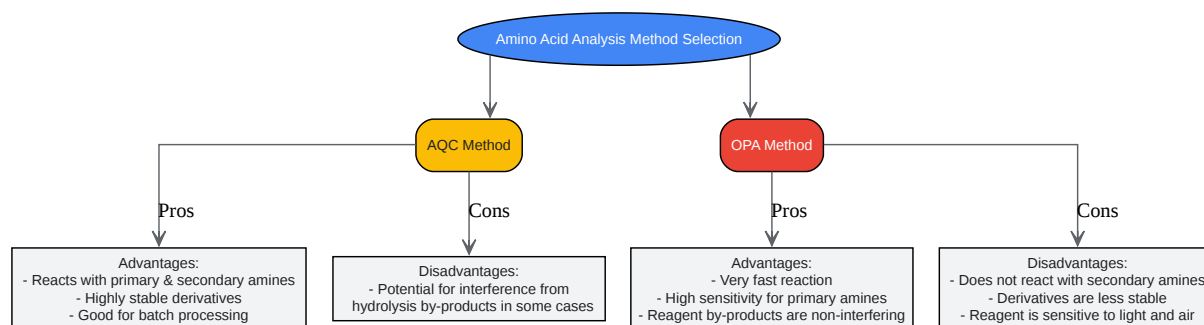 Amino Acid Analysis Method Selection
AQC Method
OPA Method
Pros
Cons
Pros
Cons
Advantages:
- Reacts with primary & secondary amines
- Highly stable derivatives
- Good for batch processing
Disadvantages:
- Potential for interference from
hydrolysis by-products in some cases
Advantages:
- Very fast reaction
- High sensitivity for primary amines
- Reagent by-products are non-interfering
Disadvantages:
- Does not react with secondary amines
- Derivatives are less stable
- Reagent is sensitive to light and air